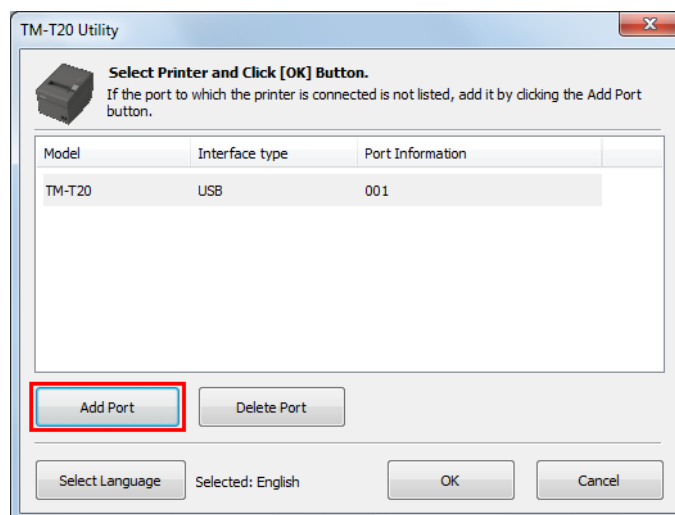 TM-T20 Utility
Select Printer and Click [OK] Button.
If the port to which the printer is connected is not listed, add it by clicking the Add Port
button.
Model Interface type Port Information
TM-T20 USB 001
Add Port Delete Port
Select Language Selected: English OK Cancel